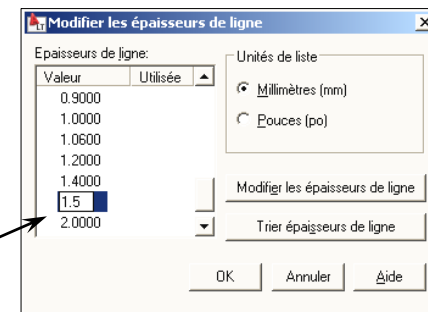 Modifier les épaisseurs de ligne
Epaisseurs de ligne:
Valeur Utilisée
0.9000
1.0000
1.0600
1.2000
1.4000
1.5
2.0000
Unités de liste
Millimètres (mm)
Pouces (po)
Modifier les épaisseurs de ligne
Trier épaisseurs de ligne
OK Annuler Aide